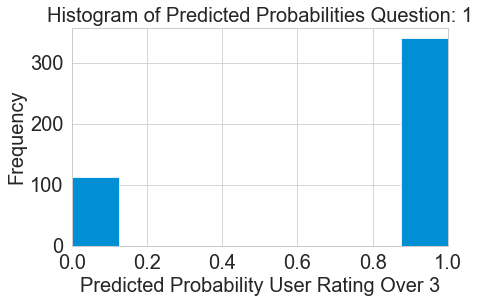 Histogram of Predicted Probabilities Question: 1
300
200
100
0
0.0 0.2 0.4 0.6 0.8 1.0
Frequency
Predicted Probability User Rating Over 3